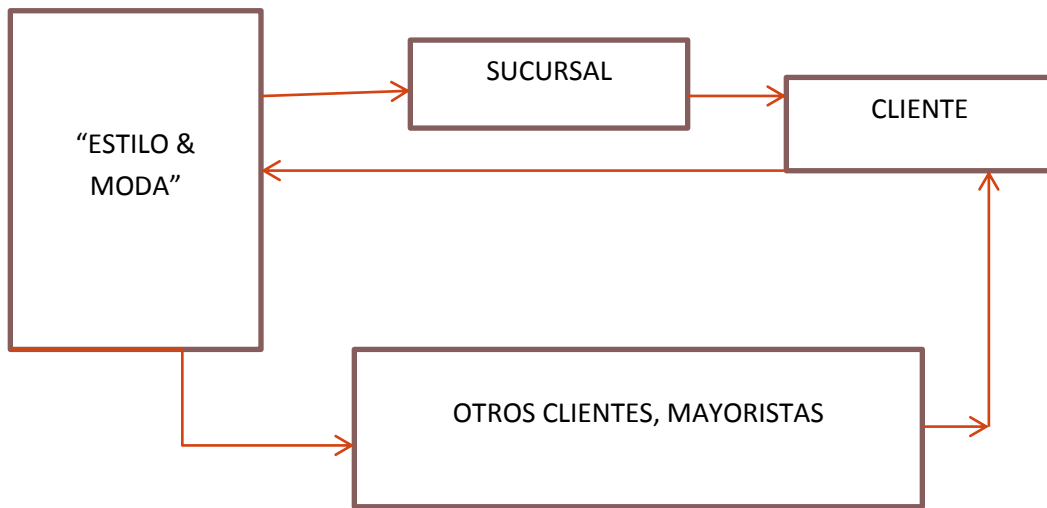 SUCURSAL
CLIENTE
“ESTILO &
MODA”
OTROS CLIENTES, MAYORISTAS